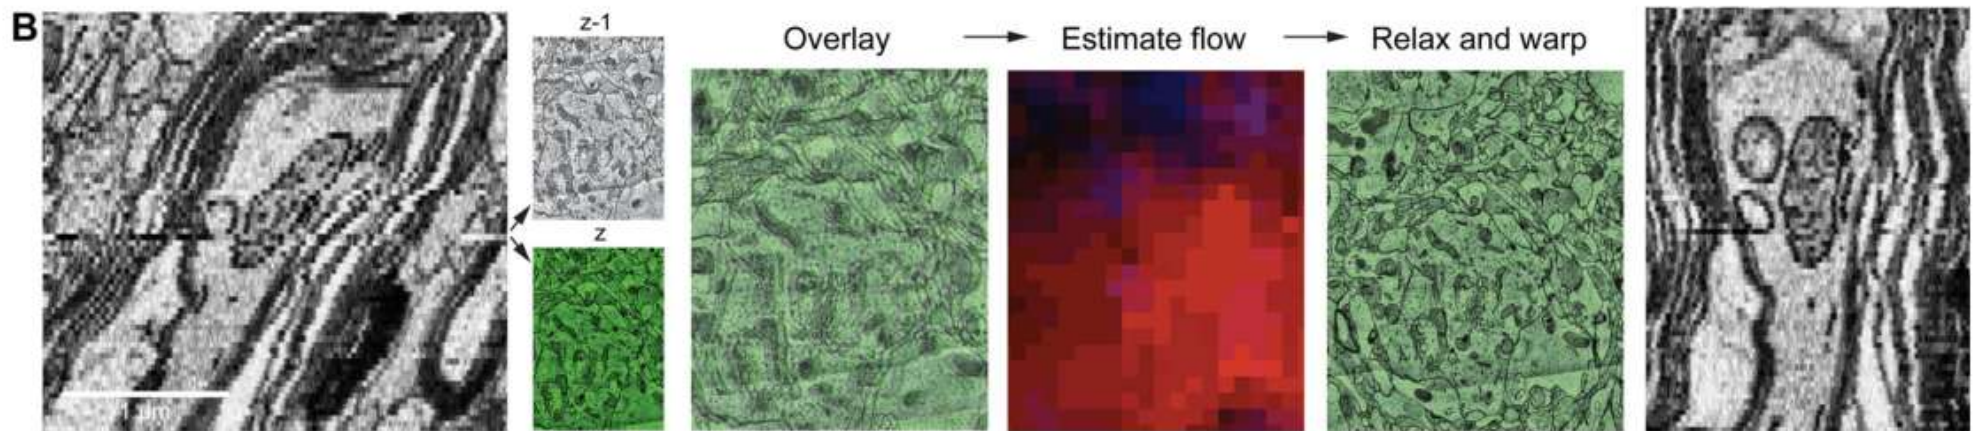 B
z-1
z
Overlay
Estimate flow
Relax and warp
1 μm